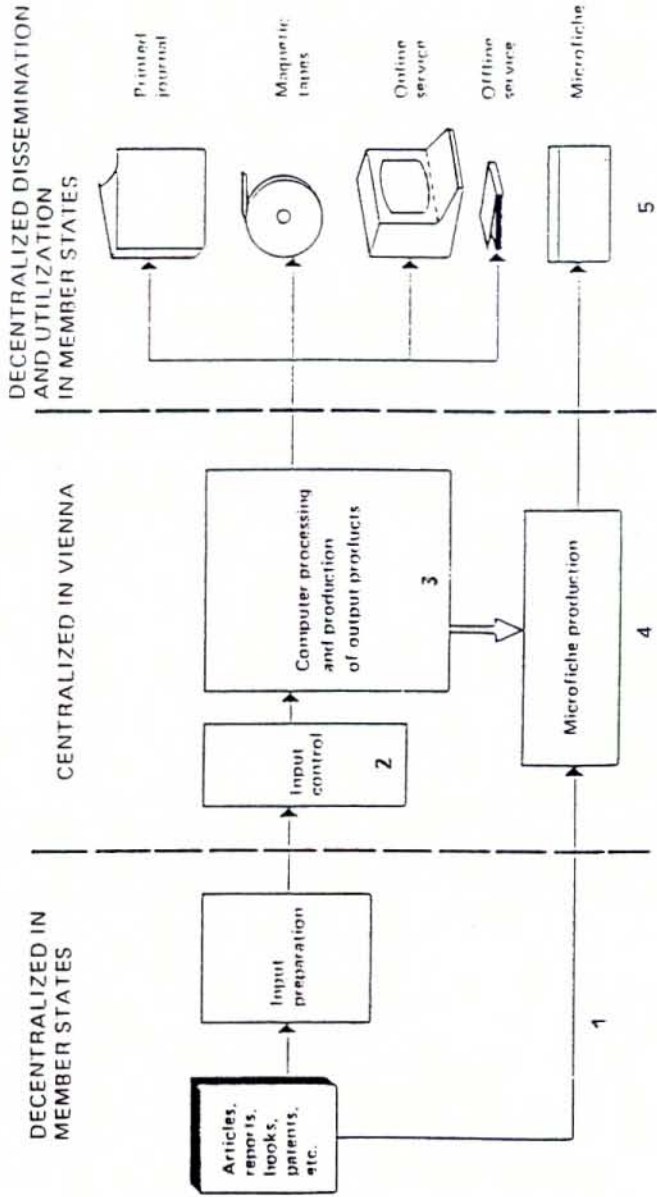 DECENTRALIZED IN
MEMBER STATES
CENTRALIZED IN VIENNA
DECENTRALIZED DISSEMINATION
AND UTILIZATION
IN MEMBER STATES
Articles,
reports,
books,
patents,
etc.
Input
preparation
Input
control
2
Computer processing
and production
of output products
3
Printed
journal
Magnetic
tapes
Online
service
Offline
service
Microfiche
Microfiche production
1
4
5